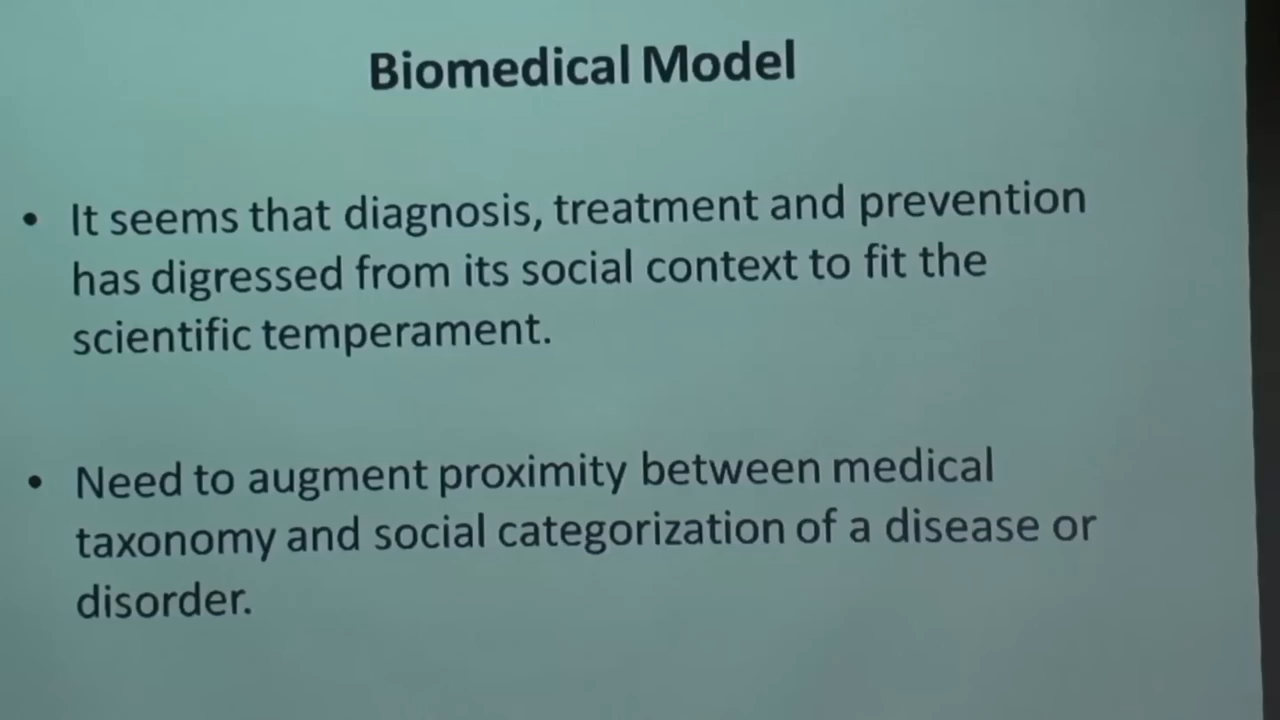 Biomedical Model
• It seems that diagnosis, treatment and prevention
has digressed from its social context to fit the
scientific temperament.
• Need to augment proximity between medical
taxonomy and social categorization of a disease or
disorder.